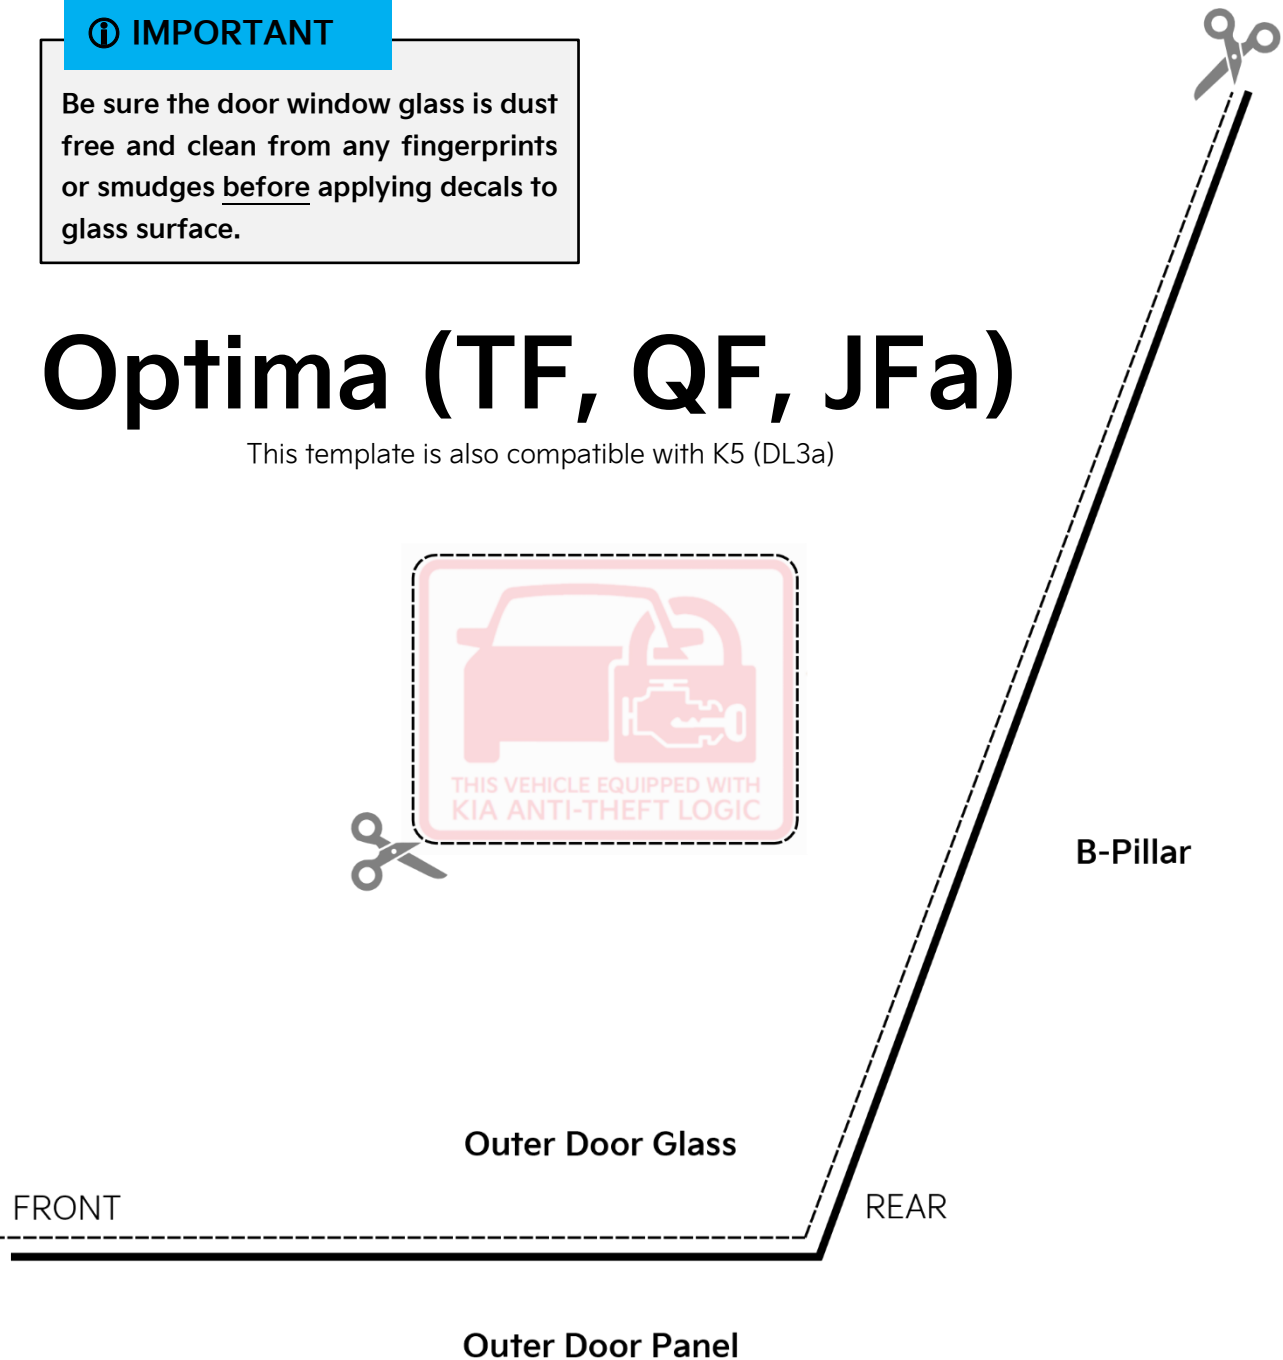 IMPORTANT
Be sure the door window glass is dust
free and clean from any fingerprints
or smudges before applying decals to
glass surface.
Optima (TF, QF, JFa)
This template is also compatible with K5 (DL3a)
THIS VEHICLE EQUIPPED WITH
KIA ANTI-THEFT LOGIC
B-Pillar
Outer Door Glass
FRONT
REAR
Outer Door Panel